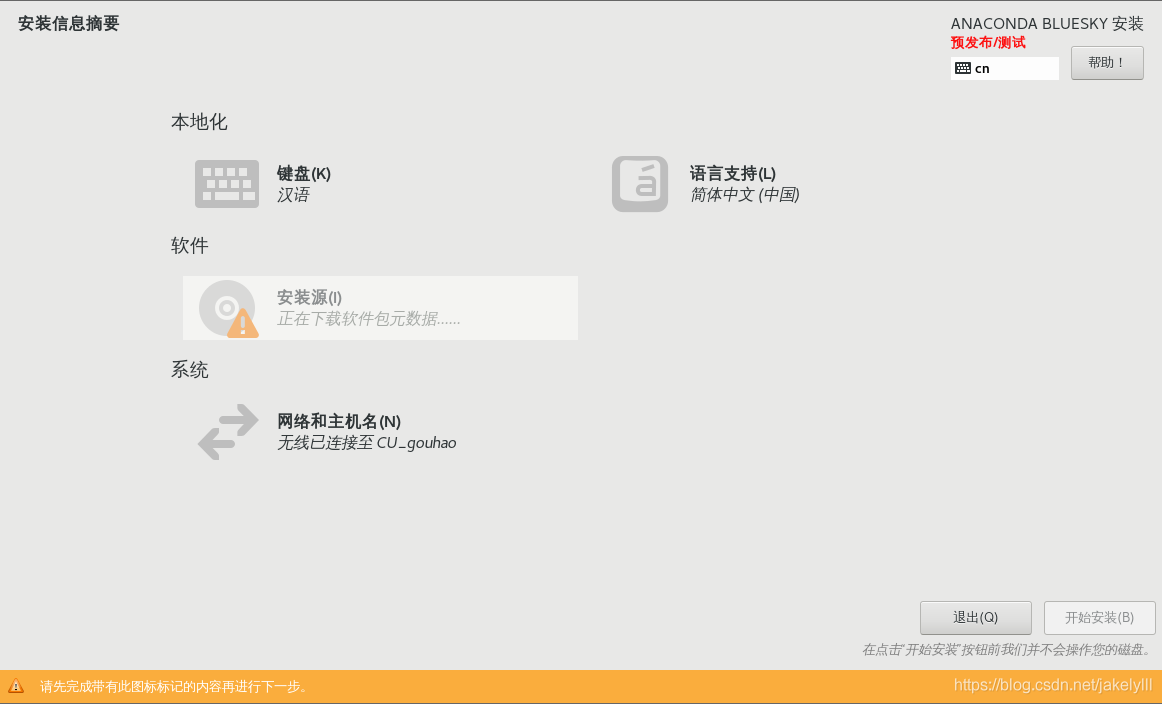 安装信息摘要
ANACONDA BLUESKY 安装
预发布/测试
cn
帮助！
本地化
键盘(K)
汉语
语言支持(L)
简体中文 (中国)
软件
安装源(I)
正在下载软件包元数据......
系统
网络和主机名(N)
无线已连接至 CU_gouhao
退出(Q)
开始安装(B)
在点击“开始安装”按钮前我们并不会操作您的磁盘。
请先完成带有此图标标记的内容再进行下一步。
https://blog.csdn.net/jakelylll